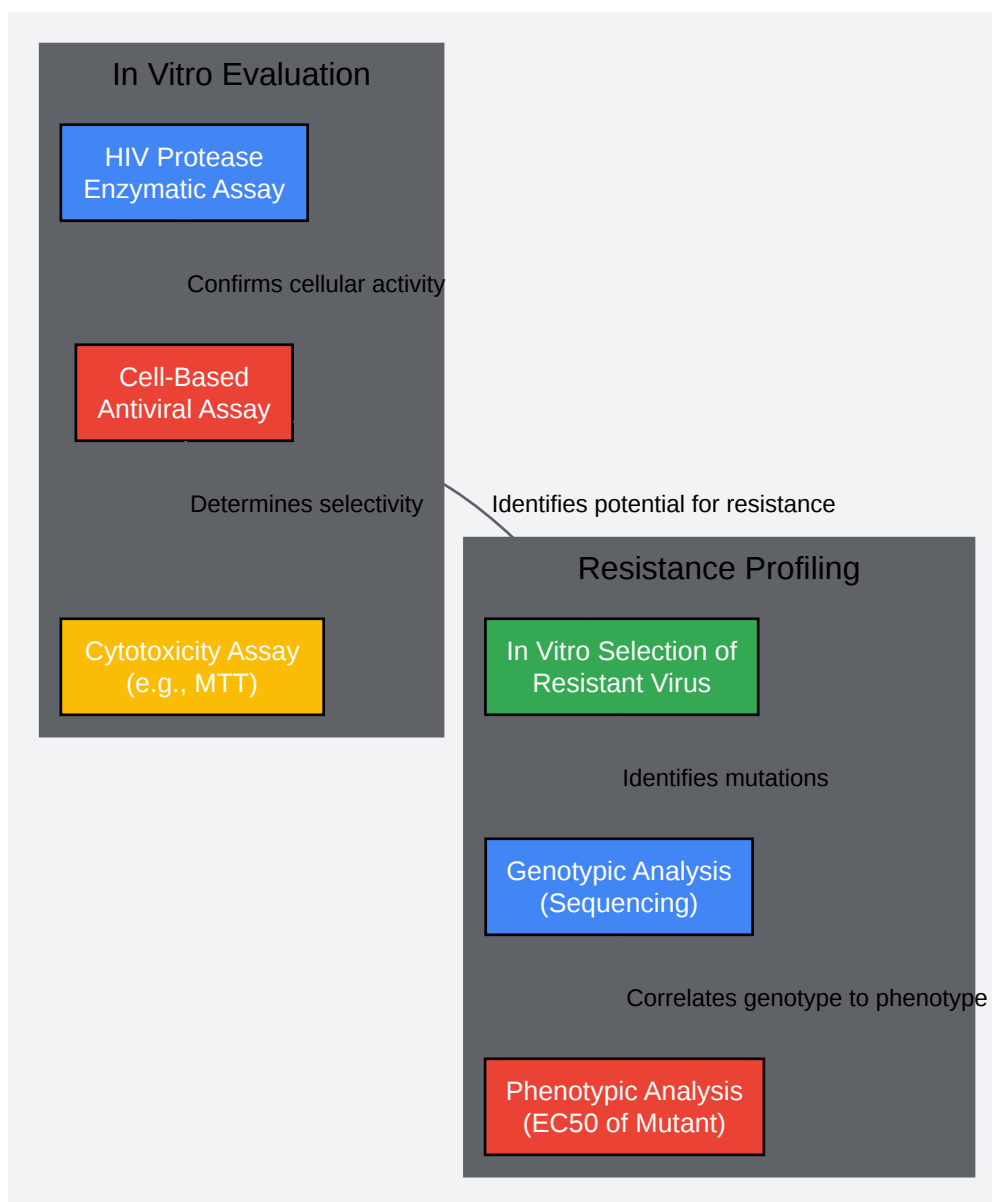 In Vitro Evaluation
HIV Protease
Enzymatic Assay
Confirms cellular activity
Cell-Based
Antiviral Assay
Determines selectivity
Identifies potential for resistance
Cytotoxicity Assay
(e.g., MTT)
Resistance Profiling
In Vitro Selection of
Resistant Virus
Identifies mutations
Genotypic Analysis
(Sequencing)
Correlates genotype to phenotype
Phenotypic Analysis
(EC50 of Mutant)